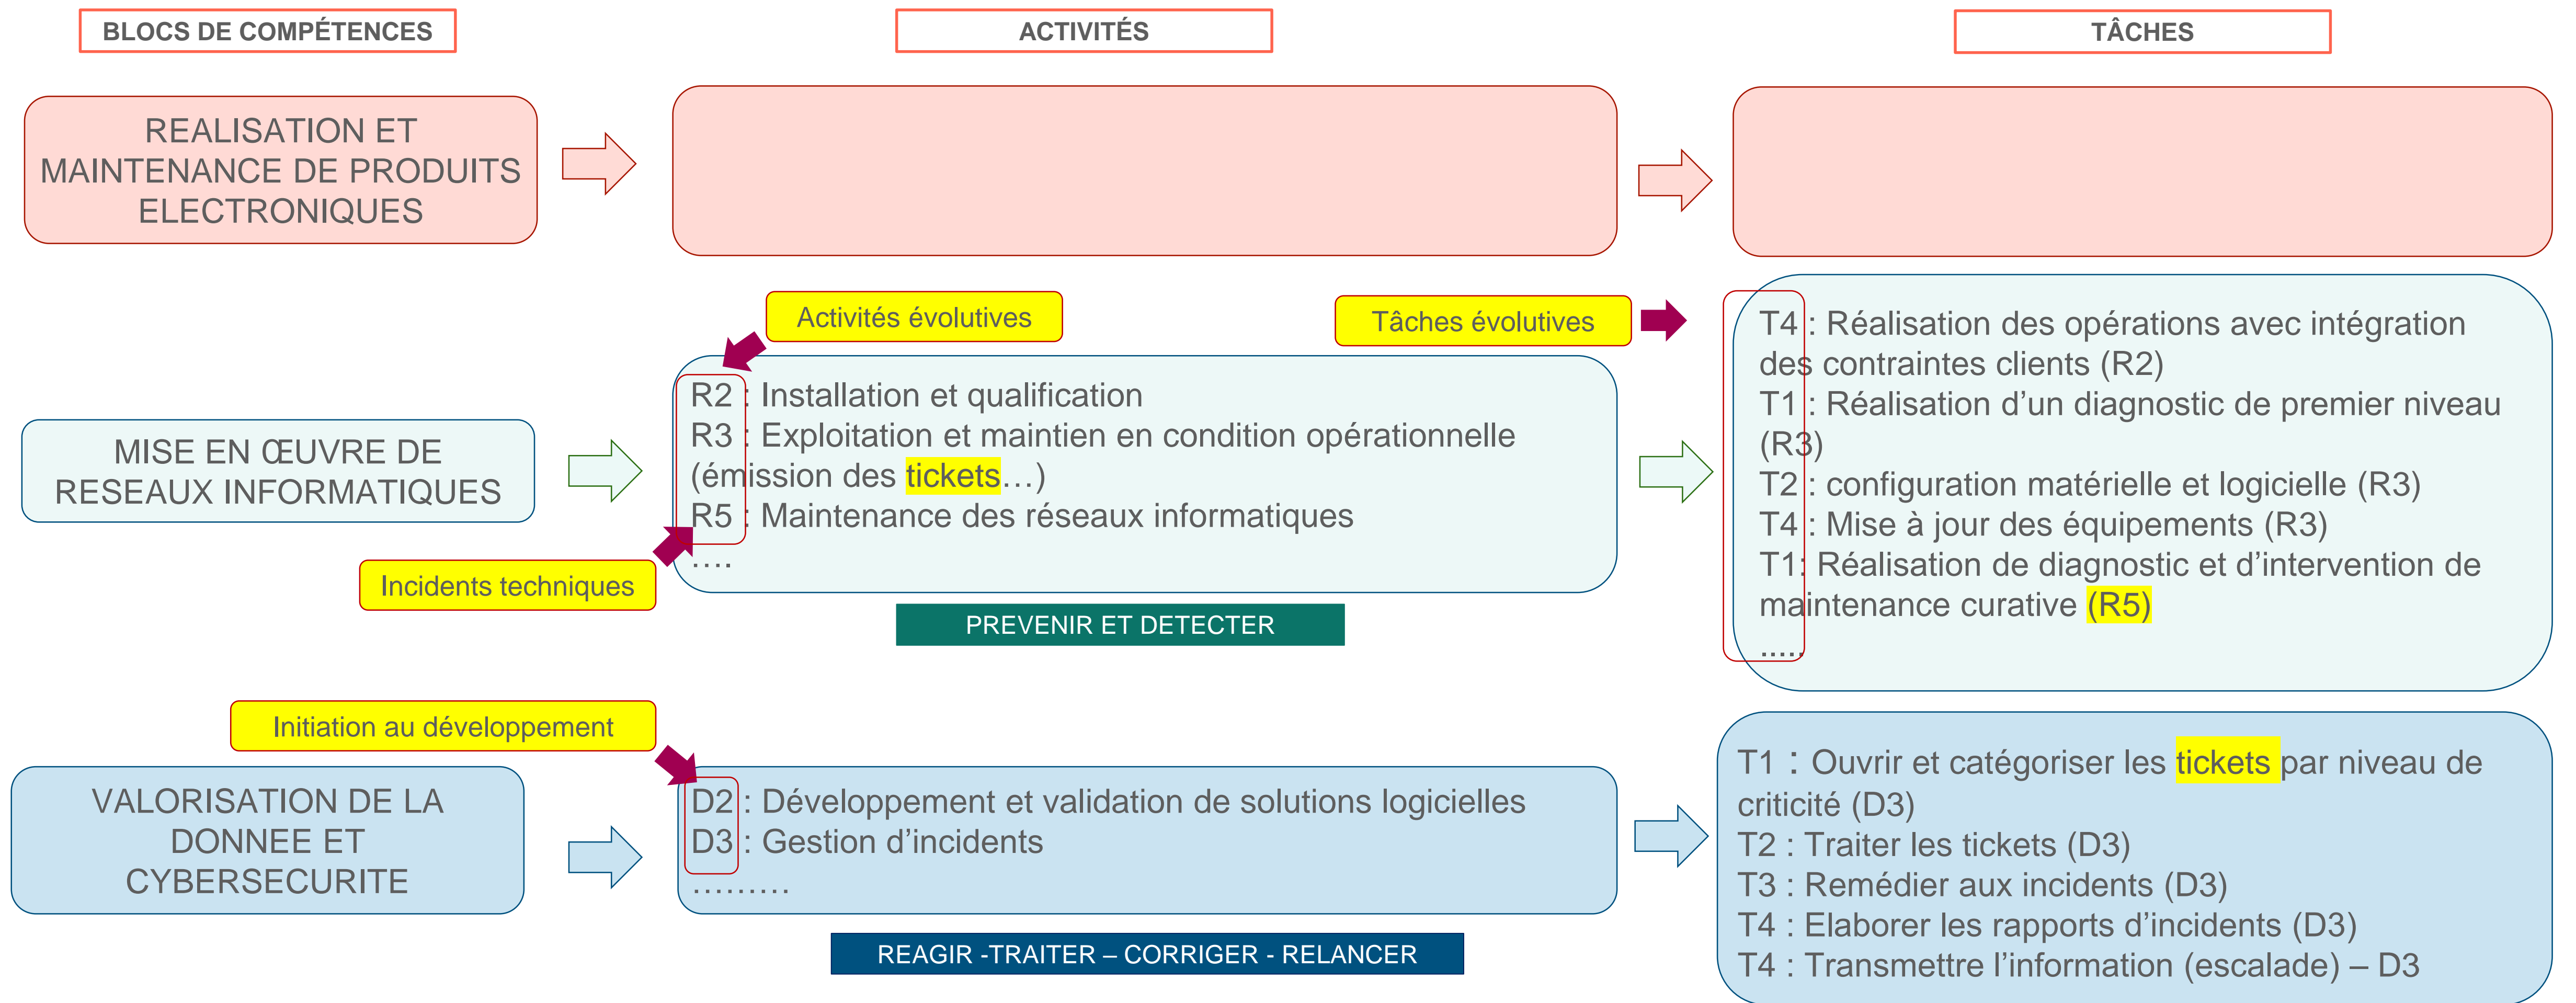 BLOCS DE COMPÉTENCES
ACTIVITÉS
TÂCHES
REALISATION ET
MAINTENANCE DE PRODUITS
ELECTRONIQUES
Activités évolutives
Tâches évolutives
MISE EN ŒUVRE DE
RESEAUX INFORMATIQUES
R2 : Installation et qualification
R3 : Exploitation et maintien en condition opérationnelle
(émission des tickets…)
R5 : Maintenance des réseaux informatiques
….
Incidents techniques
PREVENIR ET DETECTER
T4 : Réalisation des opérations avec intégration
des contraintes clients (R2)
T1 : Réalisation d’un diagnostic de premier niveau
(R3)
T2 : configuration matérielle et logicielle (R3)
T4 : Mise à jour des équipements (R3)
T1: Réalisation de diagnostic et d’intervention de
maintenance curative (R5)
…..
Initiation au développement
VALORISATION DE LA
DONNEE ET
CYBERSECURITE
D2 : Développement et validation de solutions logicielles
D3 : Gestion d’incidents
………
REAGIR -TRAITER – CORRIGER - RELANCER
T1 : Ouvrir et catégoriser les tickets par niveau de
criticité (D3)
T2 : Traiter les tickets (D3)
T3 : Remédier aux incidents (D3)
T4 : Elaborer les rapports d’incidents (D3)
T4 : Transmettre l’information (escalade) – D3